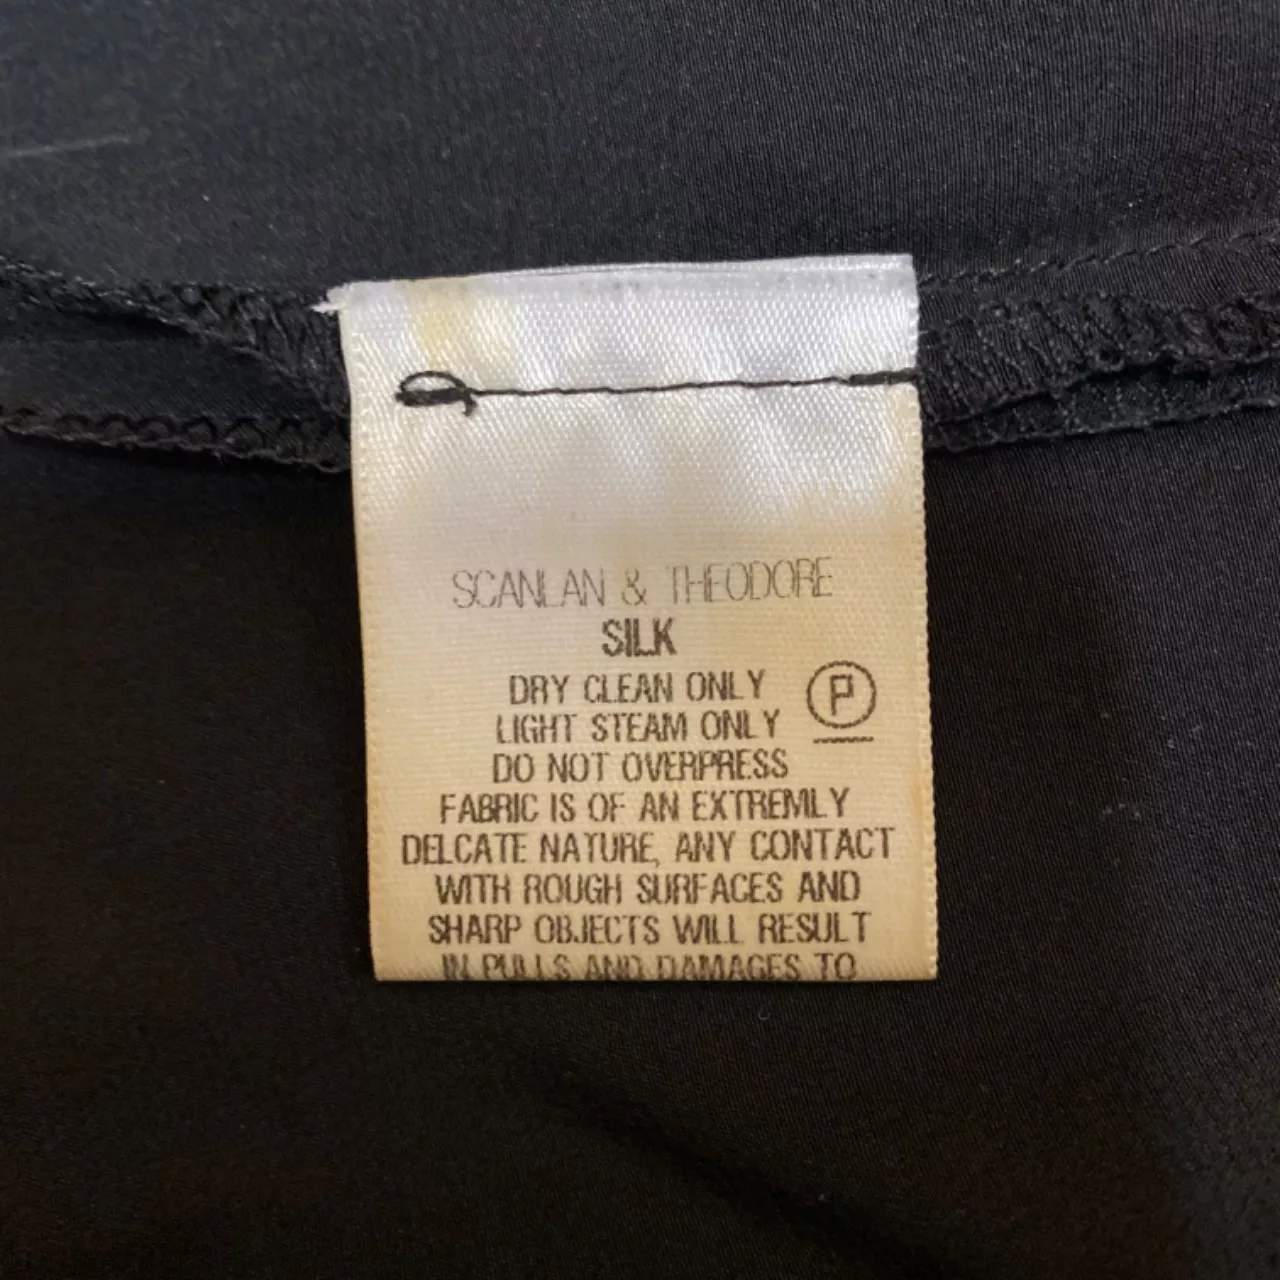 SCANLAN & THEODORE
SILK
DRY CLEAN ONLY
P
LIGHT STEAM ONLY
DO NOT OVERPRESS
FABRIC IS OF AN EXTREMLY
DELCATE NATURE, ANY CONTACT
WITH ROUGH SURFACES AND
SHARP OBJECTS WILL RESULT
IN PULLS AND DAMAGES TO